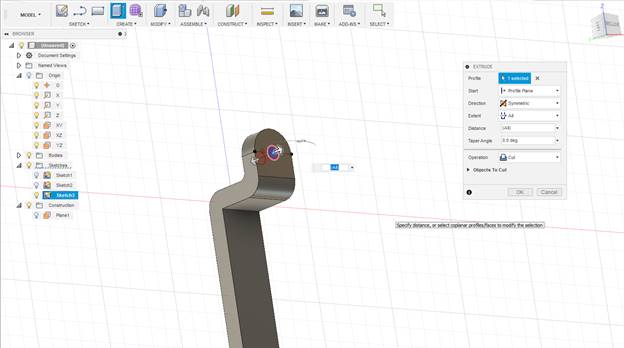 MODEL
SKETCH
CREATE
MODIFY
ASSEMBLE
CONSTRUCT
INSPECT
INSERT
MAKE
ADD-INS
SELECT
BROWSER
(Unsaved)
Document Settings
Named Views
Origin
O
X
Y
Z
XY
XZ
YZ
Bodies
Sketches
Sketch1
Sketch2
Sketch3
Construction
Plane1
EXTRUDE
Profile 1 selected
Start Profile Plane
Direction Symmetric
Extent All
Distance (All)
Taper Angle 0.0 deg
Operation Cut
Objects To Cut
OK Cancel
Specify distance, or select coplanar profiles/faces to modify the selection
Z